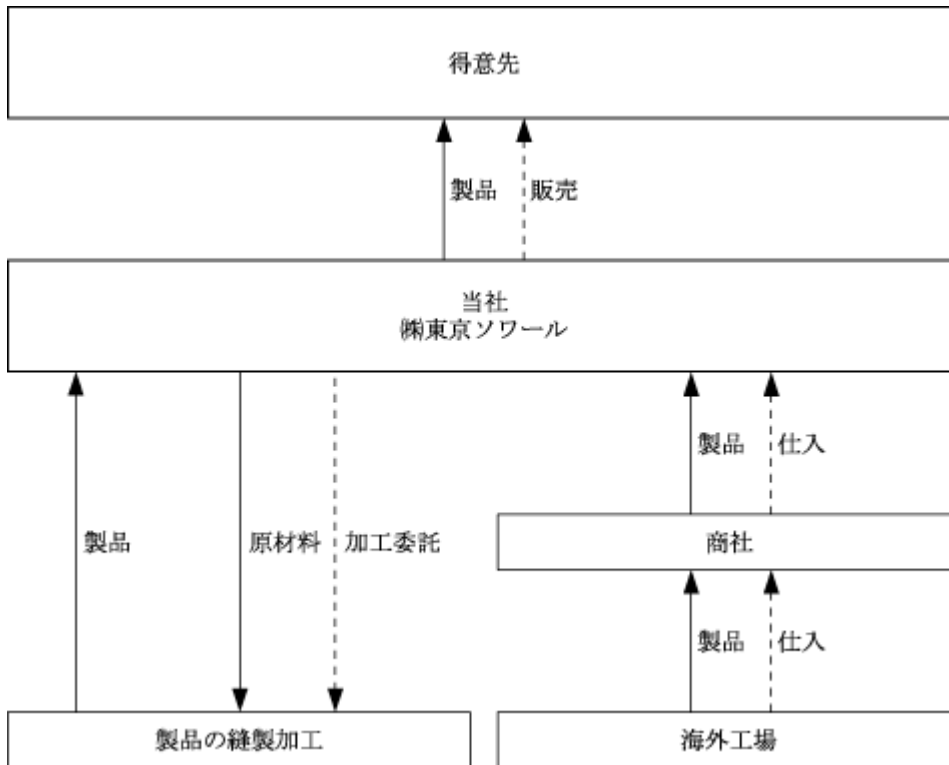 得意先
製品
販売
当社
㈱東京ソワール
製品
仕入
製品
原材料
加工委託
商社
製品
仕入
製品の縫製加工
海外工場